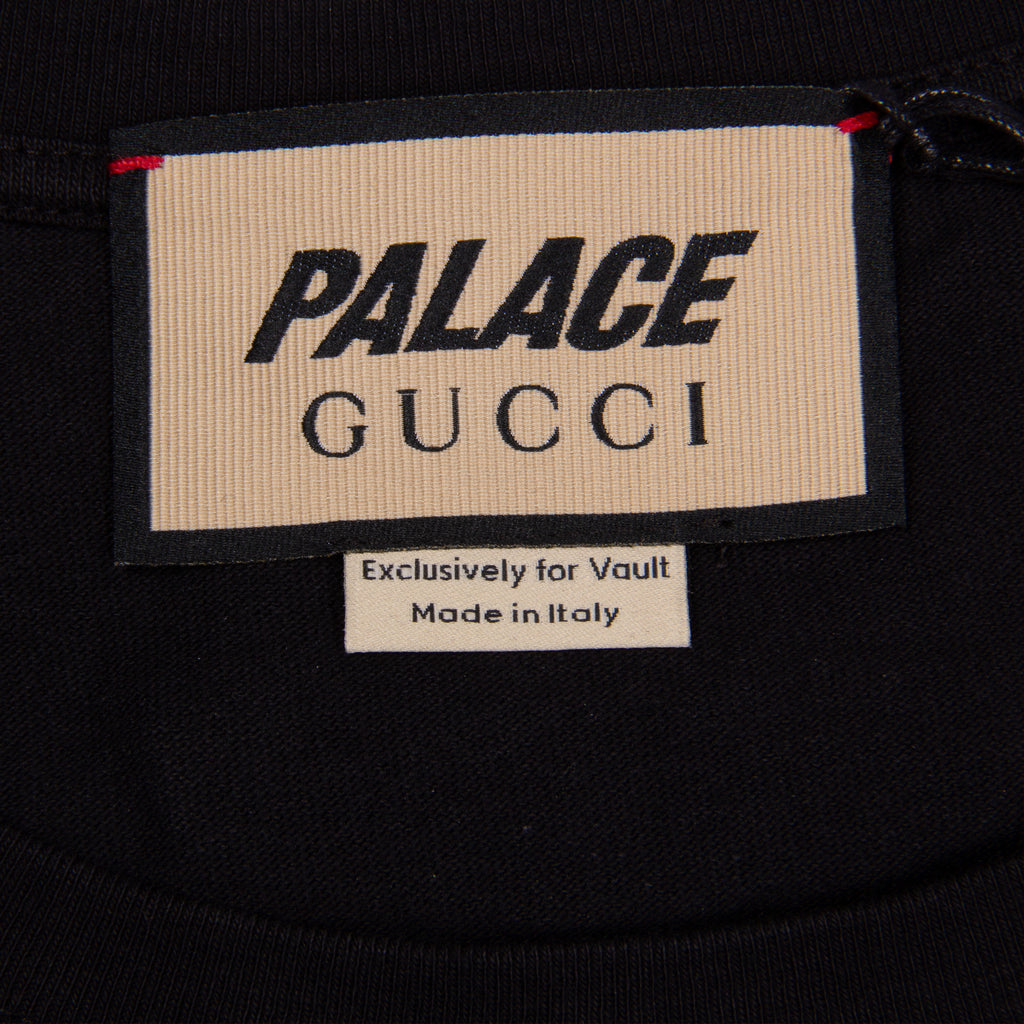 PALACE
GUCCI
Exclusively for Vault
Made in Italy